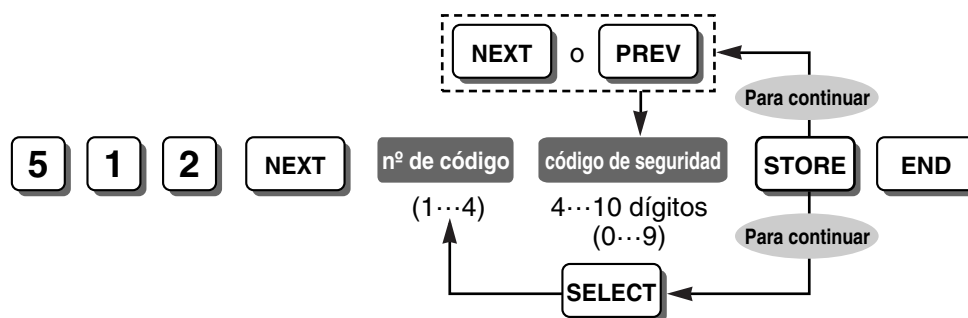 NEXT o PREV
Para continuar
5 1 2 NEXT nº de código código de seguridad STORE END
(1···4) 4···10 dígitos
(0···9)
Para continuar
SELECT